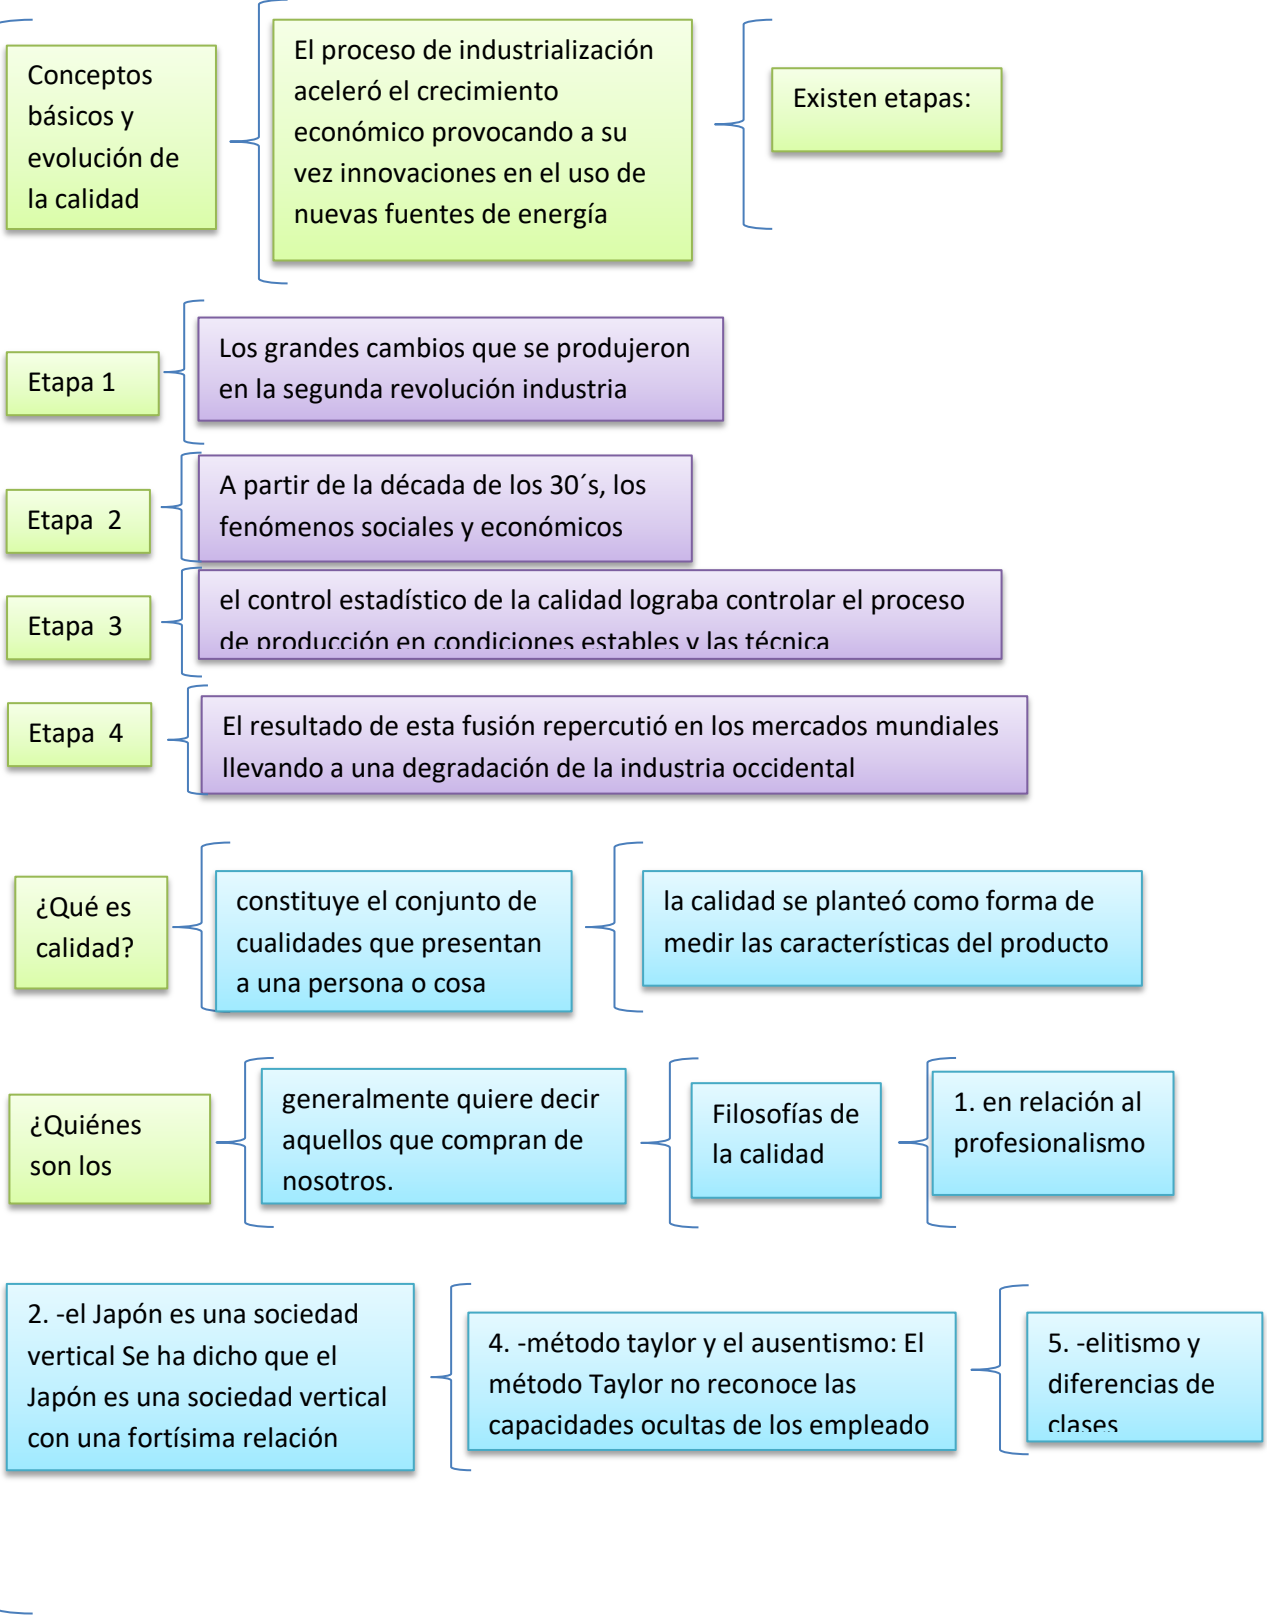 Conceptos
básicos y
evolución de
la calidad
El proceso de industrialización
aceleró el crecimiento
económico provocando a su
vez innovaciones en el uso de
nuevas fuentes de energía
Existen etapas:
Etapa 1
Los grandes cambios que se produjeron
en la segunda revolución industria
Etapa  2
A partir de la década de los 30´s, los
fenómenos sociales y económicos
Etapa  3
el control estadístico de la calidad lograba controlar el proceso
de producción en condiciones estables y las técnica
Etapa  4
El resultado de esta fusión repercutió en los mercados mundiales
llevando a una degradación de la industria occidental
¿Qué es
calidad?
constituye el conjunto de
cualidades que presentan
a una persona o cosa
la calidad se planteó como forma de
medir las características del producto
¿Quiénes
son los
generalmente quiere decir
aquellos que compran de
nosotros.
Filosofías de
la calidad
1. en relación al
profesionalismo
2. -el Japón es una sociedad
vertical Se ha dicho que el
Japón es una sociedad vertical
con una fortísima relación
4. -método taylor y el ausentismo: El
método Taylor no reconoce las
capacidades ocultas de los empleado
5. -elitismo y
diferencias de
clases